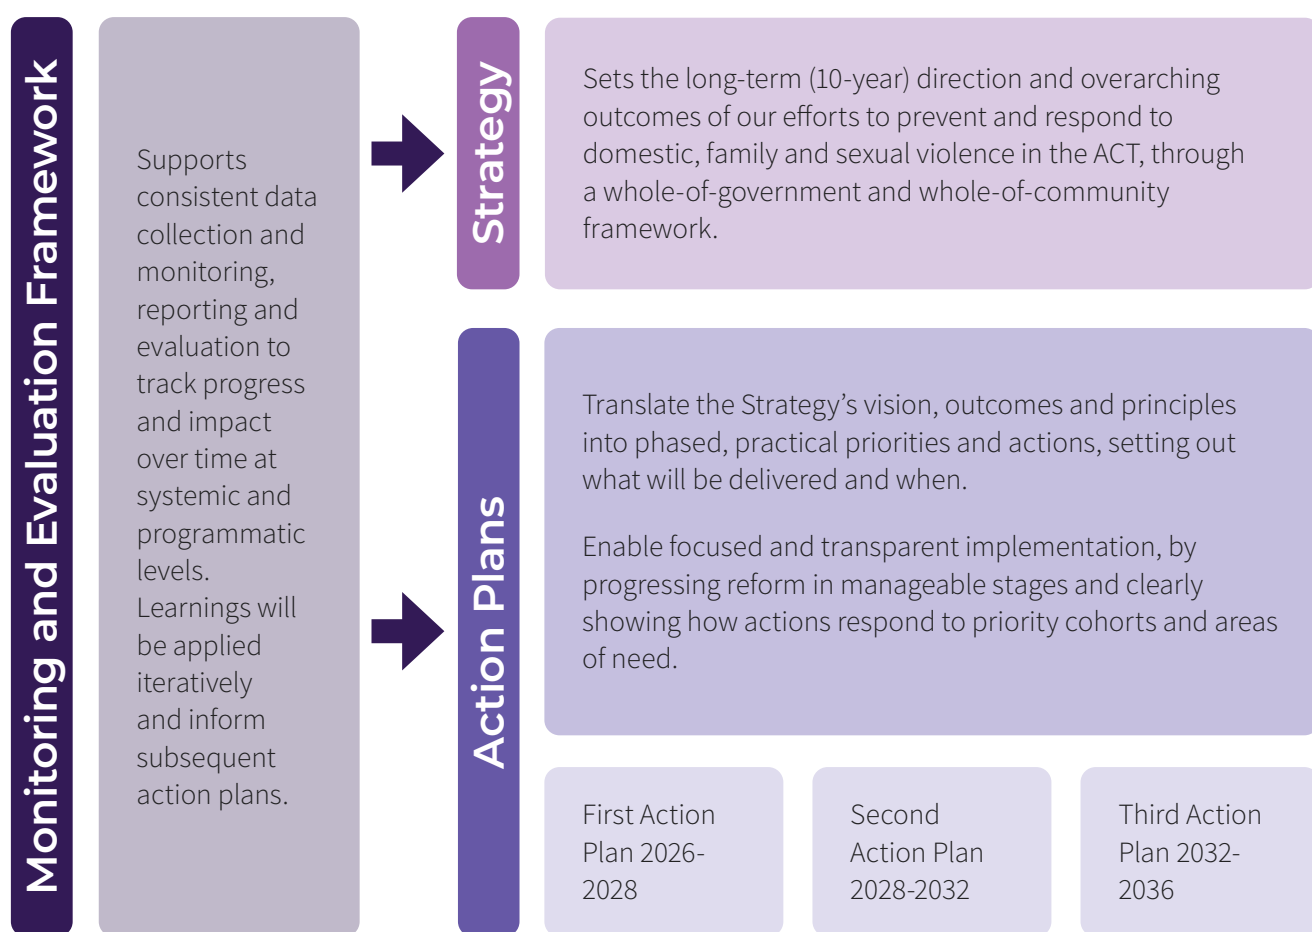 Monitoring and Evaluation Framework
Supports
consistent data
collection and
monitoring,
reporting and
evaluation to
track progress
and impact
over time at
systemic and
programmatic
levels.
Learnings will
be applied
iteratively
and inform
subsequent
action plans.
Strategy
Sets the long-term (10-year) direction and overarching
outcomes of our efforts to prevent and respond to
domestic, family and sexual violence in the ACT, through
a whole-of-government and whole-of-community
framework.
Action Plans
Translate the Strategy’s vision, outcomes and principles
into phased, practical priorities and actions, setting out
what will be delivered and when.
Enable focused and transparent implementation, by
progressing reform in manageable stages and clearly
showing how actions respond to priority cohorts and areas
of need.
First Action
Plan 2026-
2028
Second
Action Plan
2028-2032
Third Action
Plan 2032-
2036